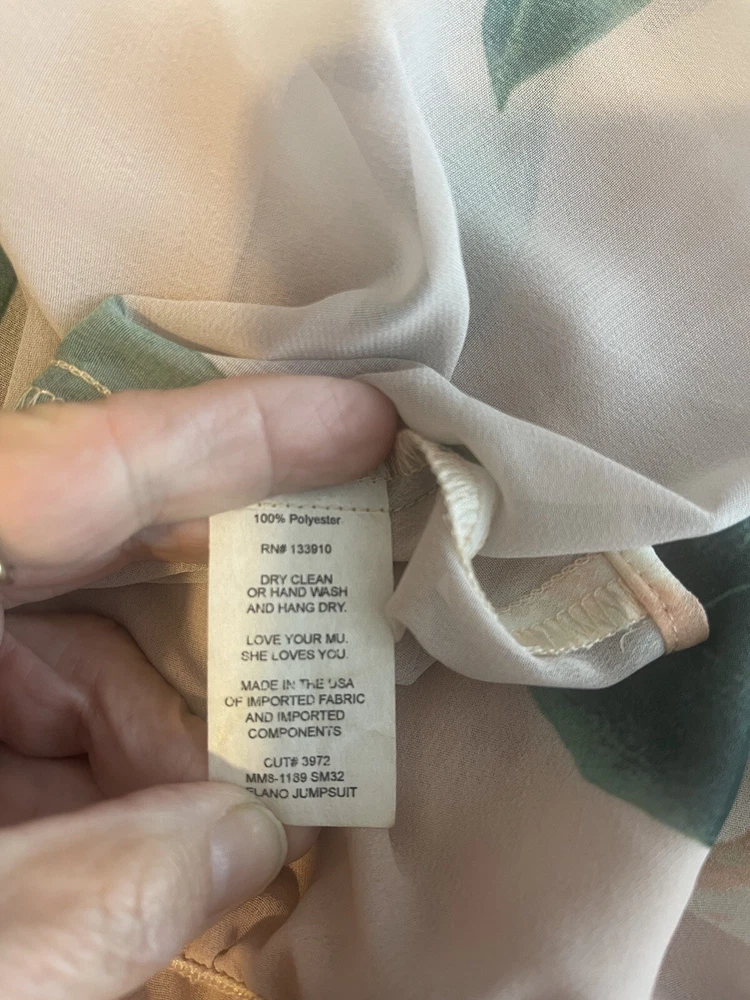 100% Polyester
RN# 133910
DRY CLEAN
OR HAND WASH
AND HANG DRY.
LOVE YOUR MU.
SHE LOVES YOU.
MADE IN THE USA
OF IMPORTED FABRIC
AND IMPORTED
COMPONENTS
CUT# 3972
MM8-1189 SM32
JUMPSUIT